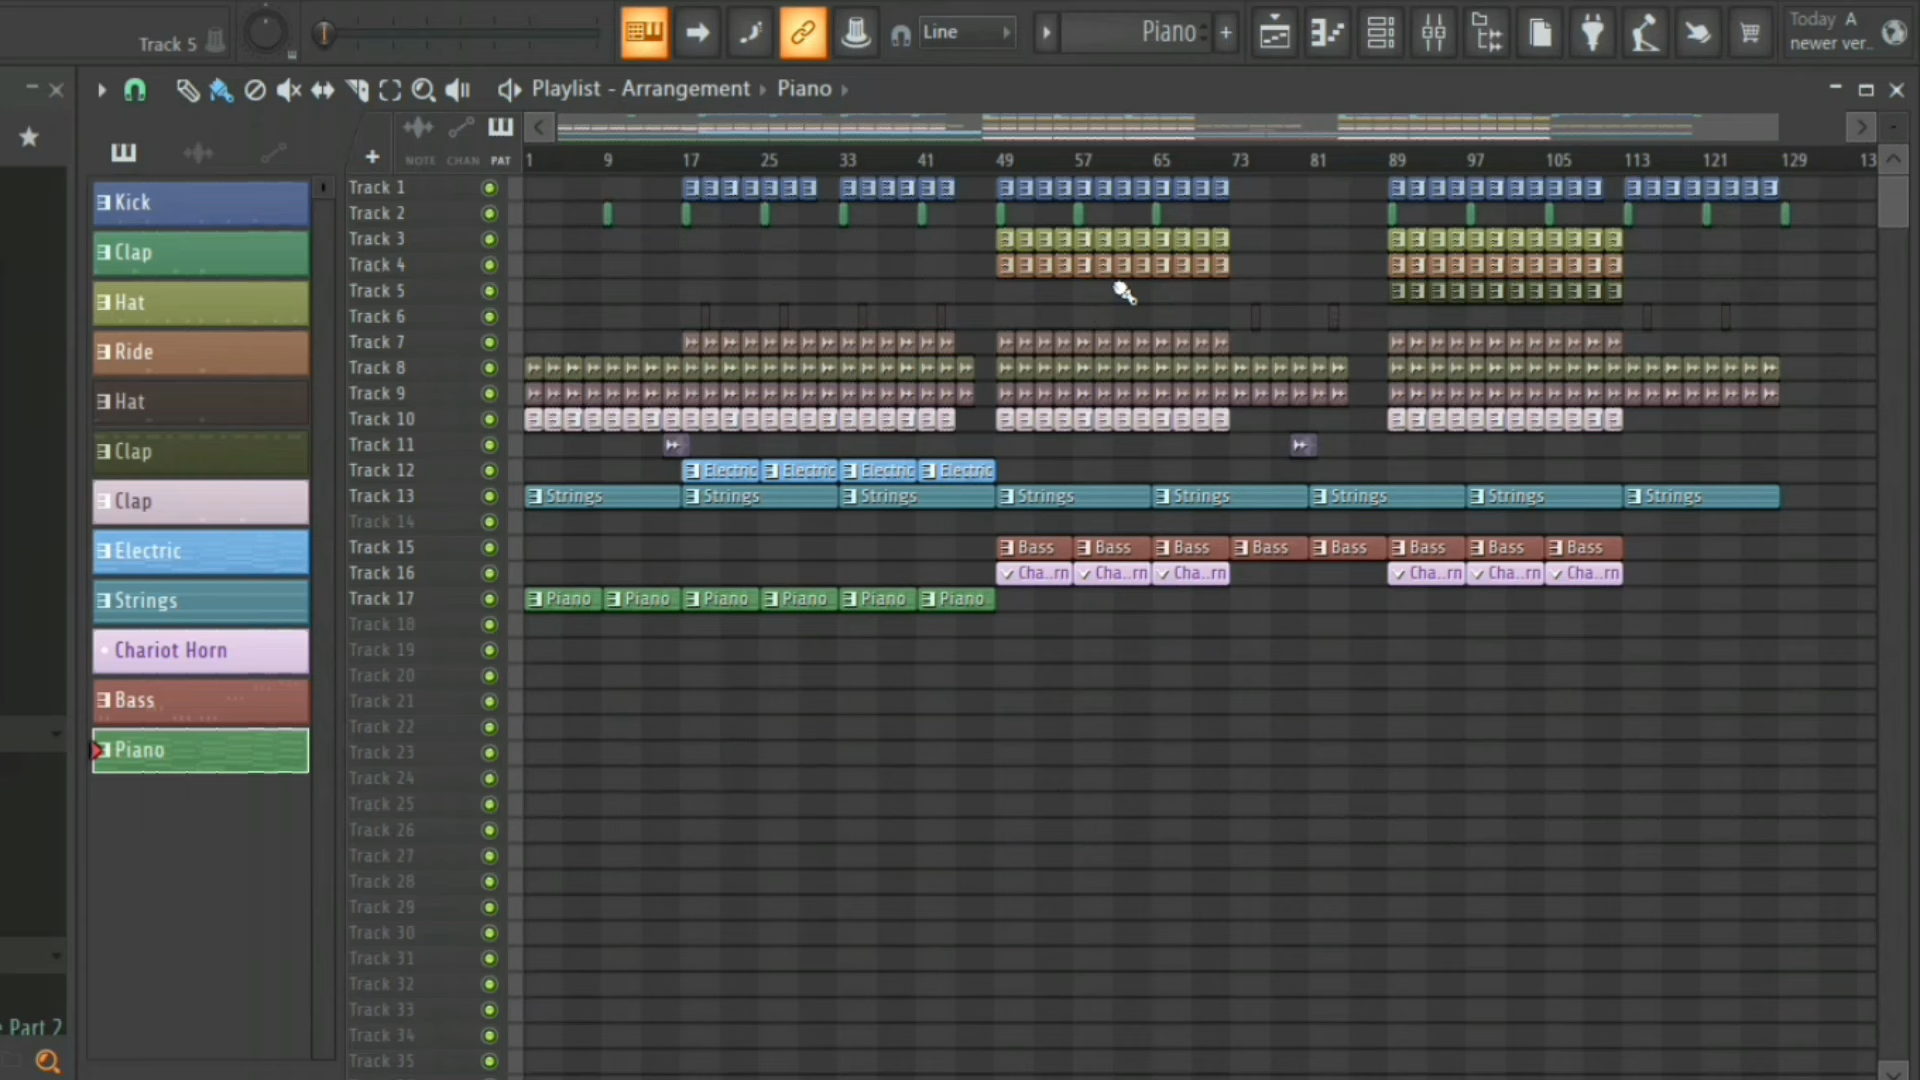 Track 5
Line
Piano
Today A
newer ver..
Playlist - Arrangement › Piano ›
NOTE CHAN PAT
1 9 17 25 33 41 49 57 65 73 81 89 97 105 113 121 129 13
Kick
Clap
Hat
Ride
Hat
Clap
Clap
Electric
Strings
Chariot Horn
Bass
Piano
Track 1
Track 2
Track 3
Track 4
Track 5
Track 6
Track 7
Track 8
Track 9
Track 10
Track 11
Track 12 Electric Electric Electric Electric
Track 13 Strings Strings Strings Strings Strings Strings Strings Strings
Track 14
Track 15 Bass Bass Bass Bass Bass Bass Bass Bass
Track 16 Cha..rn Cha..rn Cha..rn Cha..rn Cha..rn Cha..rn
Track 17 Piano Piano Piano Piano Piano Piano
Track 18
Track 19
Track 20
Track 21
Track 22
Track 23
Track 24
Track 25
Track 26
Track 27
Track 28
Track 29
Track 30
Track 31
Track 32
Track 33
Track 34
Track 35
Part 2